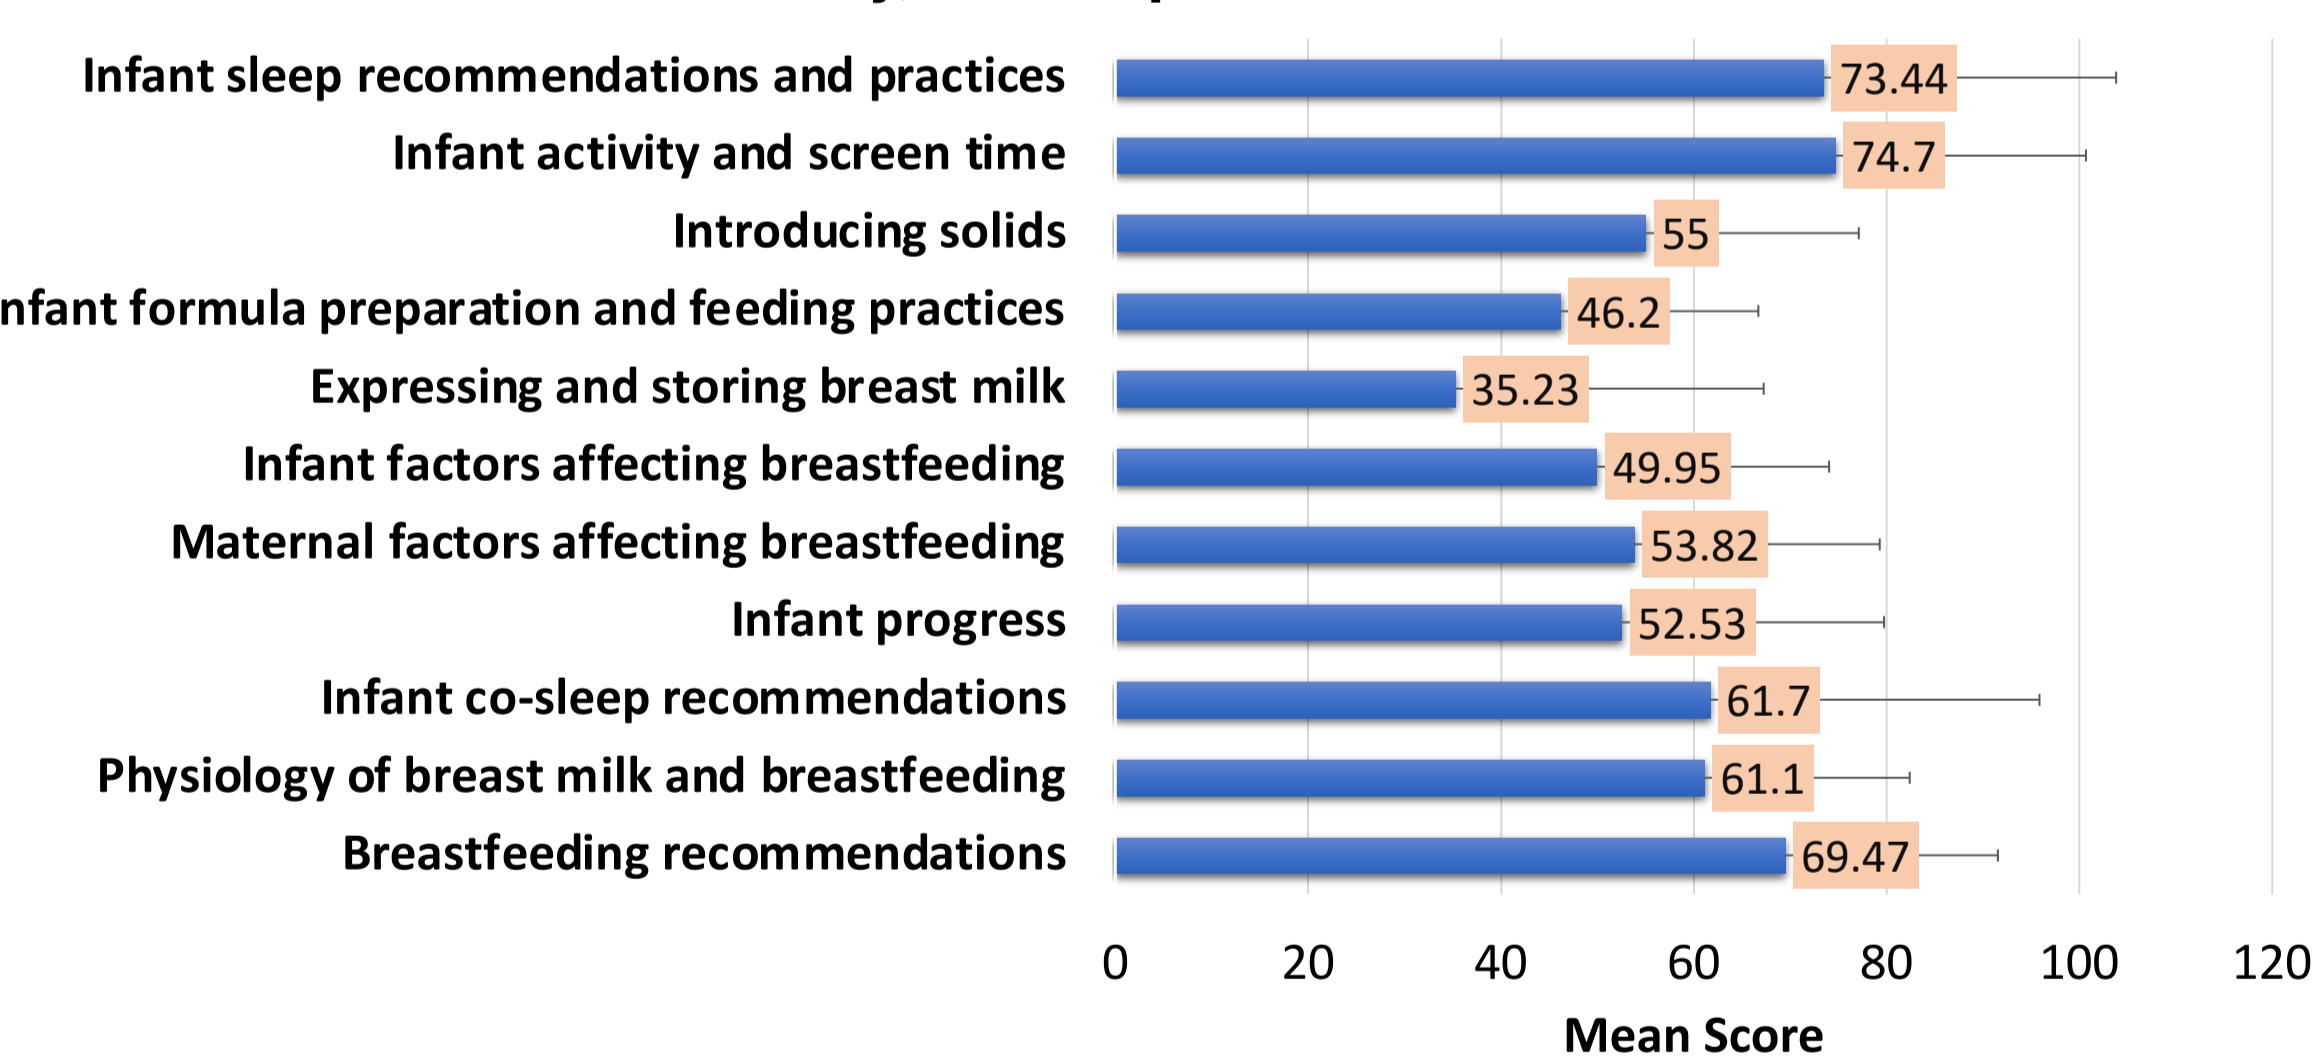 Infant sleep recommendations and practices 73.44
Infant activity and screen time 74.7
Introducing solids 55
nfant formula preparation and feeding practices 46.2
Expressing and storing breast milk 35.23
Infant factors affecting breastfeeding 49.95
Maternal factors affecting breastfeeding 53.82
Infant progress 52.53
Infant co-sleep recommendations 61.7
Physiology of breast milk and breastfeeding 61.1
Breastfeeding recommendations 69.47
0 20 40 60 80 100 120
Mean Score